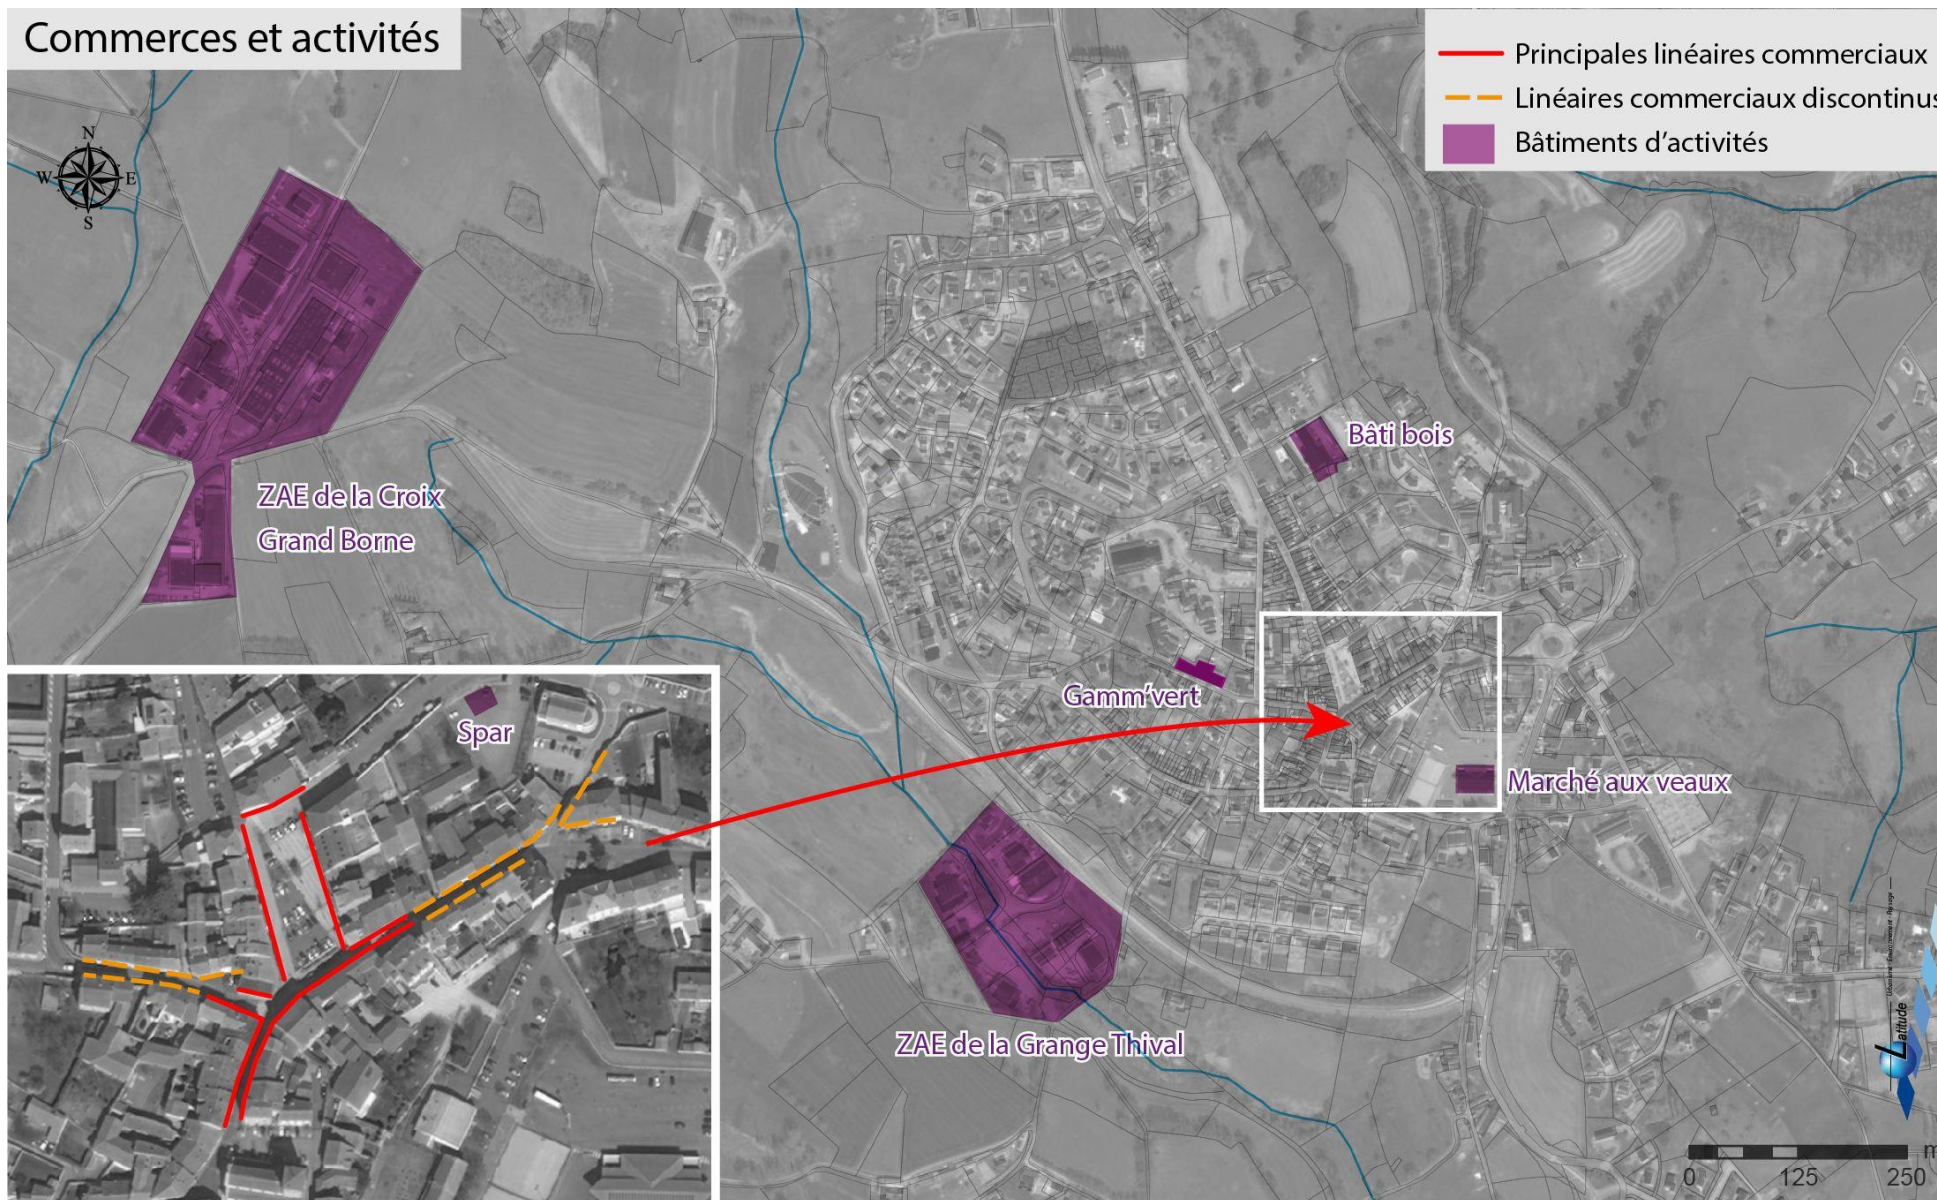 Commerces et activités
Principales linéaires commerciaux
Linéaires commerciaux discontinus
Bâtiments d'activités
N
W E
S
Bâti bois
ZAE de la Croix
Grand Borne
Gamm'vert
Spar
Marché aux veaux
ZAE de la Grange Thival
Latitude
m
0 125 250